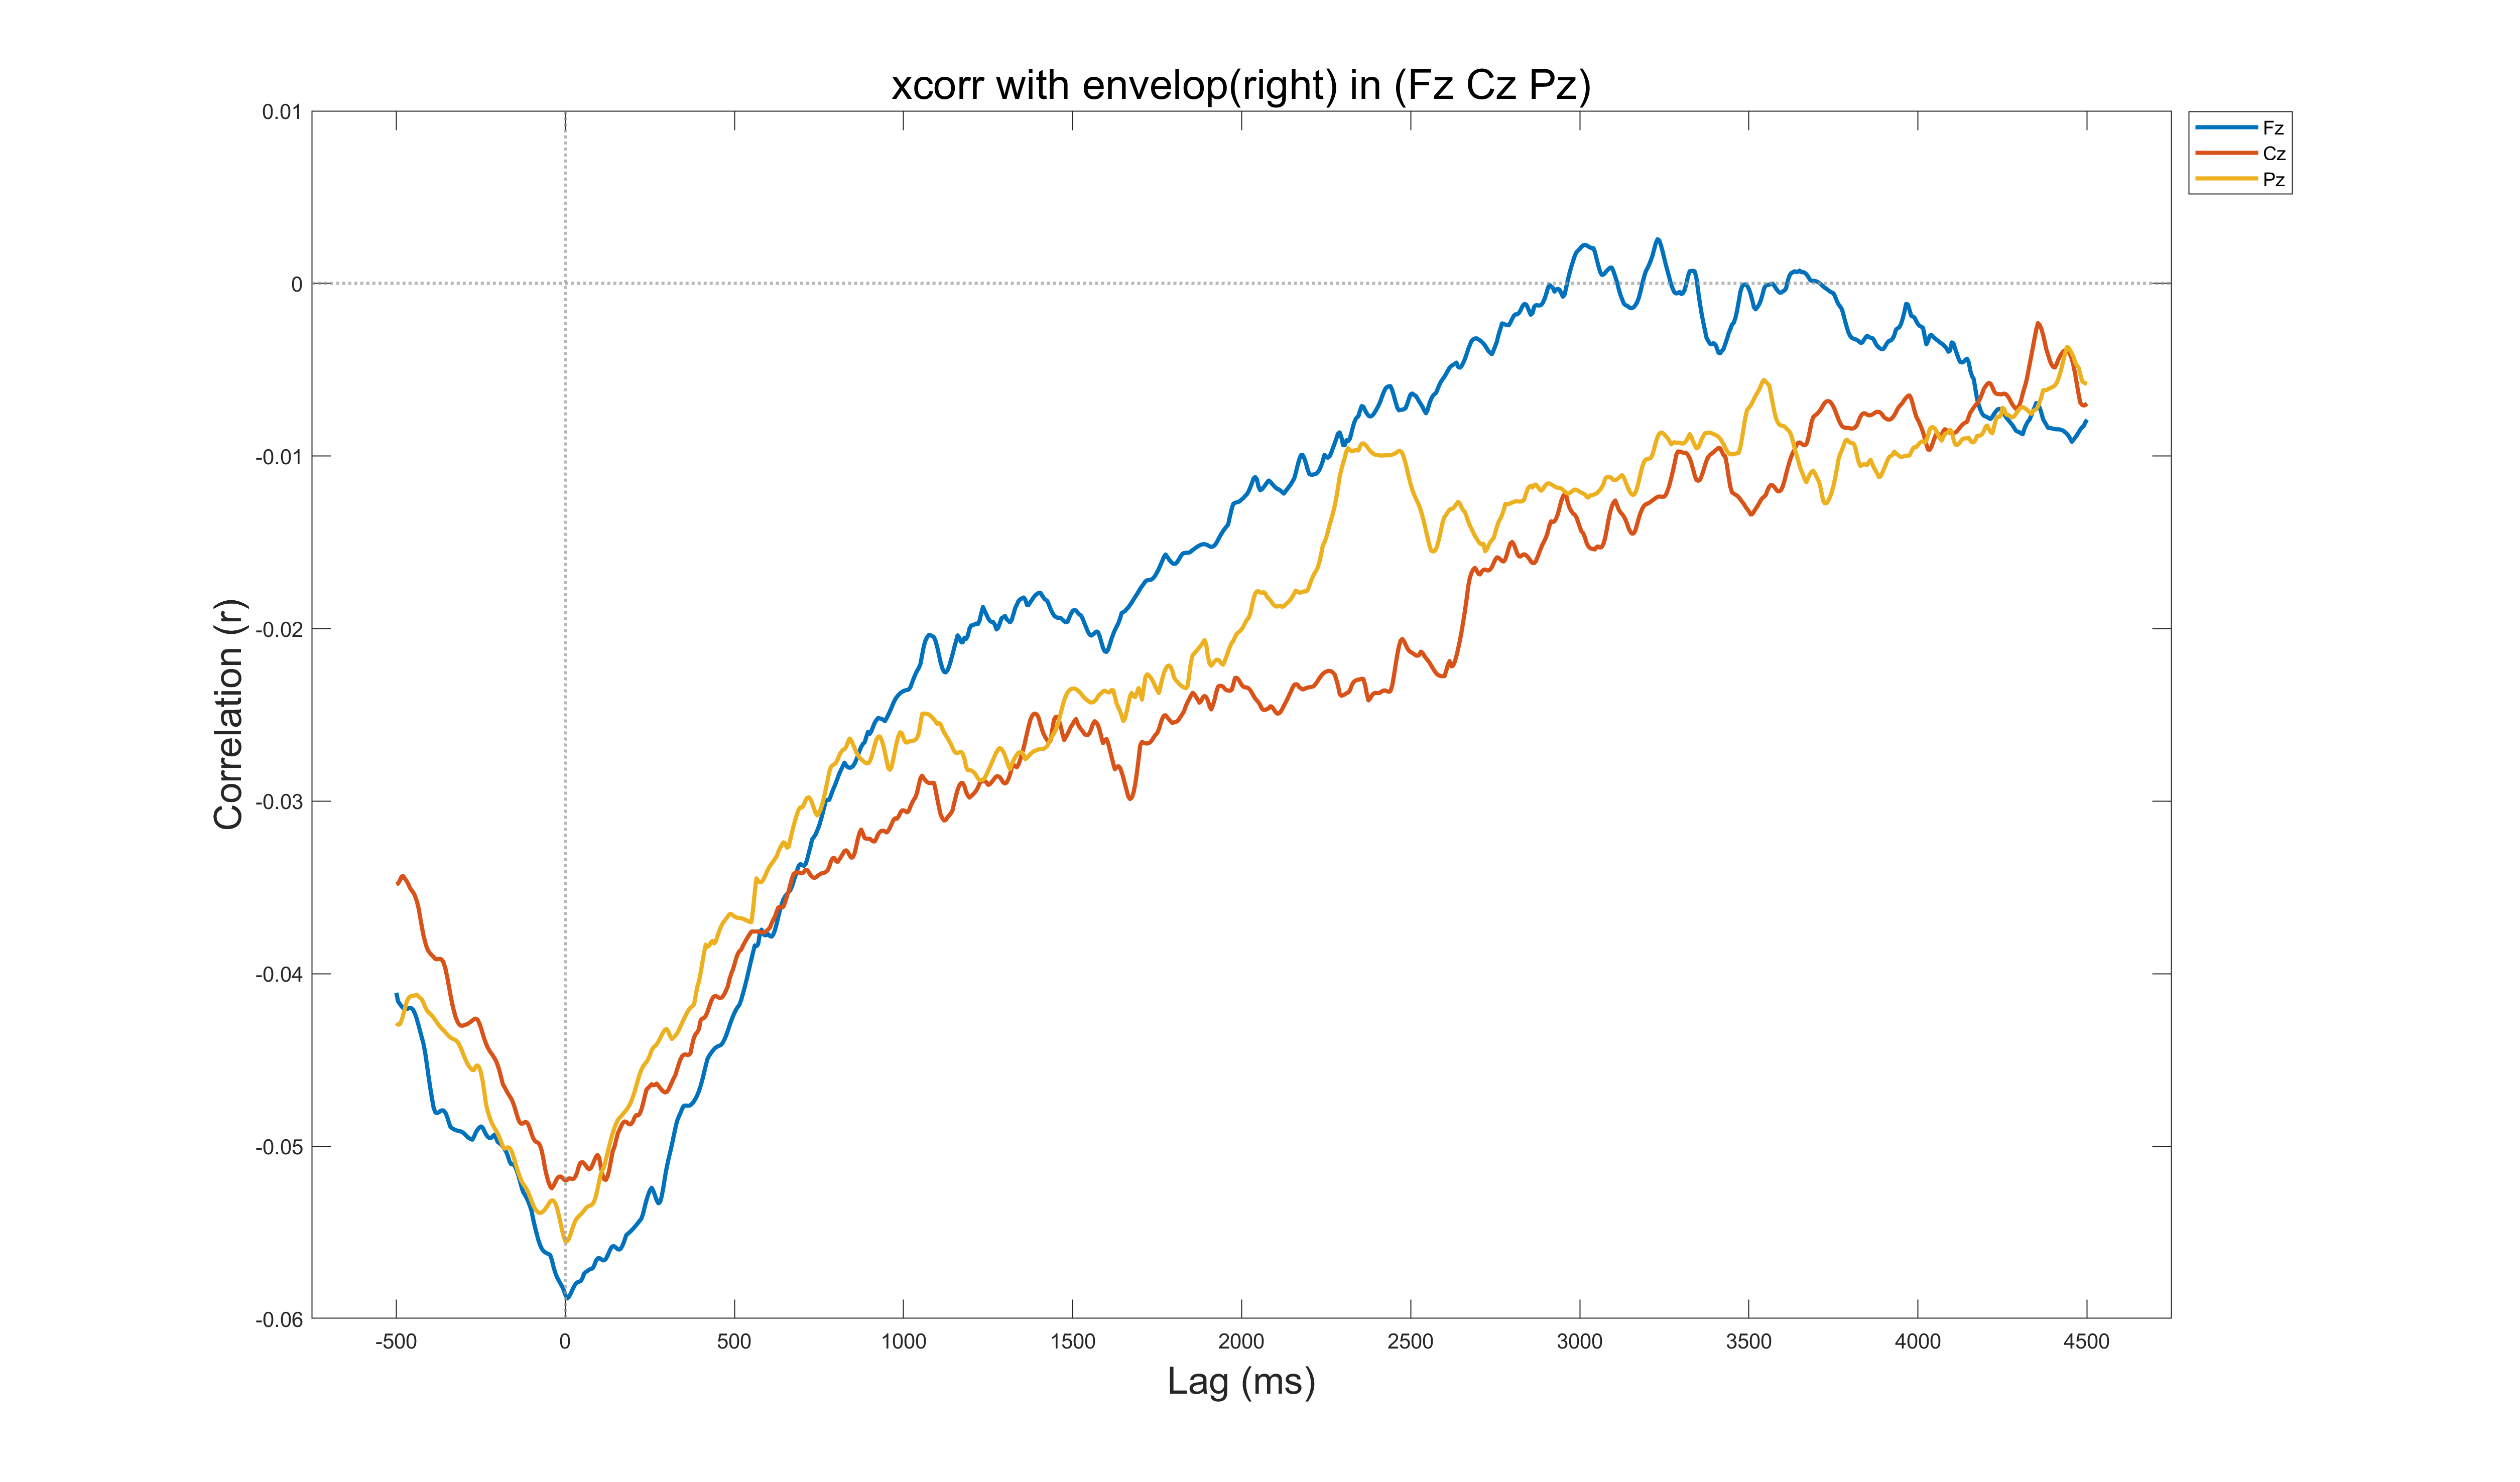 xcorr with envelop(right) in (Fz Cz Pz)
Fz
Cz
Pz
0.01
0
-0.01
-0.02
-0.03
-0.04
-0.05
-0.06
Correlation (r)
-500 0 500 1000 1500 2000 2500 3000 3500 4000 4500
Lag (ms)